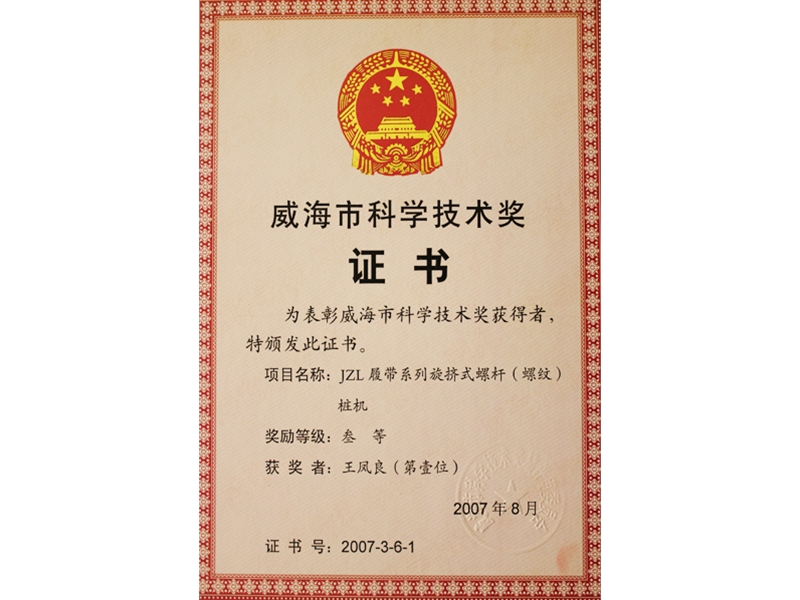 威海市科学技术奖
证书
为表彰威海市科学技术奖获得者，
特颁发此证书。
项目名称：JZL履带系列旋挤式螺杆（螺纹）
桩机
奖励等级：叁 等
获 奖 者：王凤良（第壹位）
2007年8月
证 书 号：2007-3-6-1